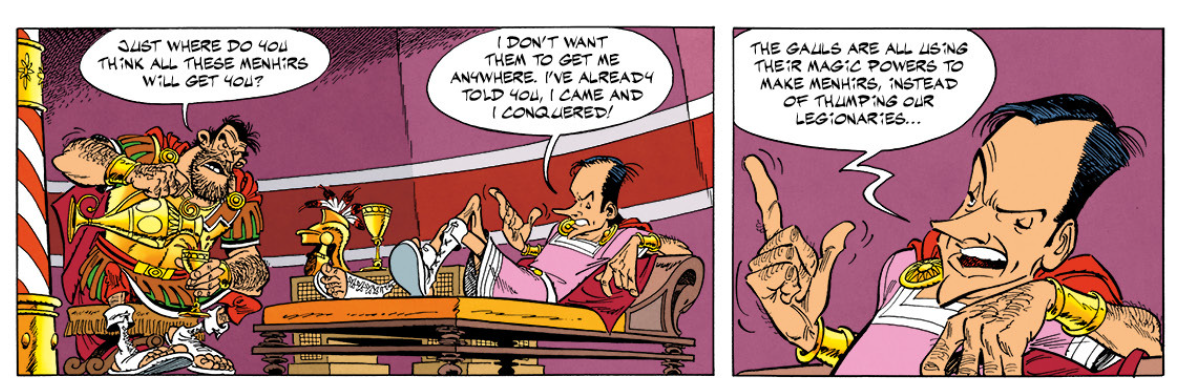 JUST WHERE DO YOU
THINK ALL THESE MENHIRS
WILL GET YOU?
I DON'T WANT
THEM TO GET ME
ANYWHERE. I'VE ALREADY
TOLD YOU, I CAME AND
I CONQUERED!
THE GAULS ARE ALL USING
THEIR MAGIC POWERS TO
MAKE MENHIRS, INSTEAD
OF THUMPING OUR
LEGIONARIES...